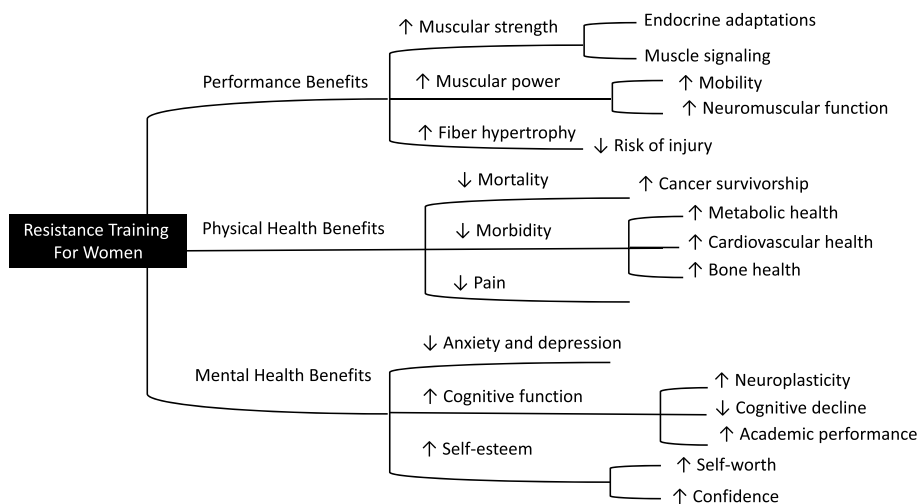 Resistance Training
For Women
Performance Benefits
↑ Muscular strength
Endocrine adaptations
Muscle signaling
↑ Muscular power
↑ Mobility
↑ Neuromuscular function
↑ Fiber hypertrophy
↓ Risk of injury
Physical Health Benefits
↓ Mortality
↑ Cancer survivorship
↓ Morbidity
↑ Metabolic health
↑ Cardiovascular health
↑ Bone health
↓ Pain
Mental Health Benefits
↓ Anxiety and depression
↑ Cognitive function
↑ Neuroplasticity
↓ Cognitive decline
↑ Academic performance
↑ Self-esteem
↑ Self-worth
↑ Confidence